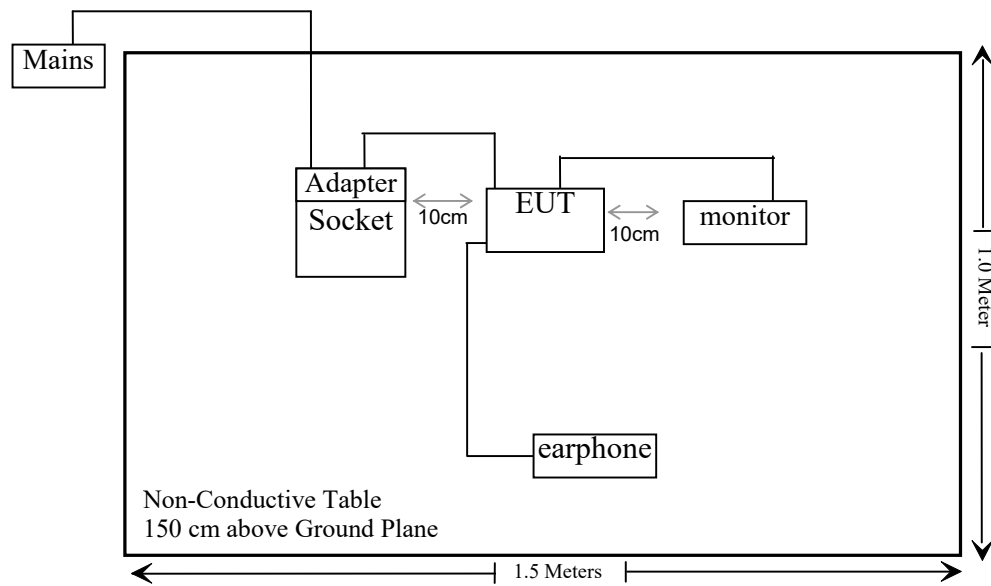 Mains
Adapter
Socket
10cm
EUT
10cm
monitor
1.0 Meter
earphone
Non-Conductive Table
150 cm above Ground Plane
1.5 Meters